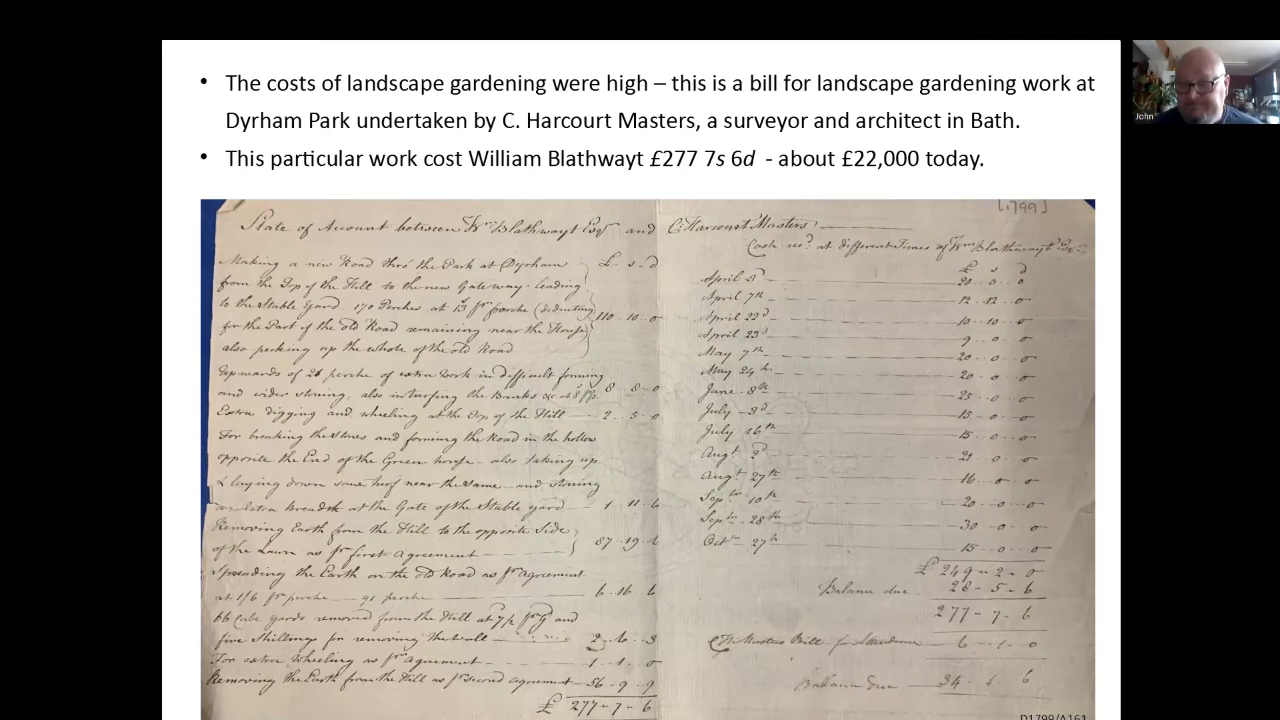 • The costs of landscape gardening were high – this is a bill for landscape gardening work at
Dyrham Park undertaken by C. Harcourt Masters, a surveyor and architect in Bath.
• This particular work cost William Blathwayt £277 7s 6d - about £22,000 today.
John
[1799]
State of Account between Wm Blathwayt Esqr and C. Harcourt Masters
Making a new Road thro' the Park at Dyrham
from the Top of the Hill to the new Gateway leading
to the Stable Yard 170 Perches at 13s pr perche (deducting
for the Part of the old Road remaining near the House)
also pecking up the whole of the old Road
£ s d
110 .. 10 .. 0
Upwards of 26 perche of extra Work in difficult forming
and wider stoning, also in turfing the Banks &c 8 .. 8 .. 0
Extra digging and wheeling at the Top of the Hill 2 .. 5 .. 0
For breaking the stones and forming the Road in the hollow
opposite the End of the Green house - also taking up
& laying down some turf near the same - and stoning
extra Breadth at the Gate of the Stable yard 1 .. 11 .. 6
Removing Earth from the Hill to the opposite Side
of the Lawn as pr first Agreement 87 .. 19 .. 6
Spreading the Earth on the old Road as pr Agreement
at 1/6 pr perche 91 perche 6 .. 16 .. 6
66 Cube yards removed from the Hill at 7½ pr yd and
five Shillings for removing the wall 2 .. 6 .. 3
For extra Wheeling as pr Agreement 1 .. 1 .. 0
Removing the Earth from the Hill as pr second agreement 56 .. 9 .. 9
£ 277 - 7 - 6
Cash recd at different Times of Wm Blathwayt Esqr
£ s d
April 3d 20 .. 0 .. 0
April 7th 12 .. 12 .. 0
April 22d 10 .. 10 .. 0
April 23d 9 .. 0 .. 0
May 7th 20 .. 0 .. 0
May 24th 20 .. 0 .. 0
June 8th 25 .. 0 .. 0
July 3d 15 .. 0 .. 0
July 16th 15 .. 0 .. 0
Augt 2d 21 .. 0 .. 0
Augt 27th 16 .. 0 .. 0
Sepr 10th 20 .. 0 .. 0
Sepr 28th 30 .. 0 .. 0
Octr 27th 15 .. 0 .. 0
£ 249 - 2 - 0
Balance due 28 - 5 - 6
277 - 7 - 6
Masters Bill for Attendance 6 .. 1 .. 0
Balance due 34 .. 6
D1799/A161